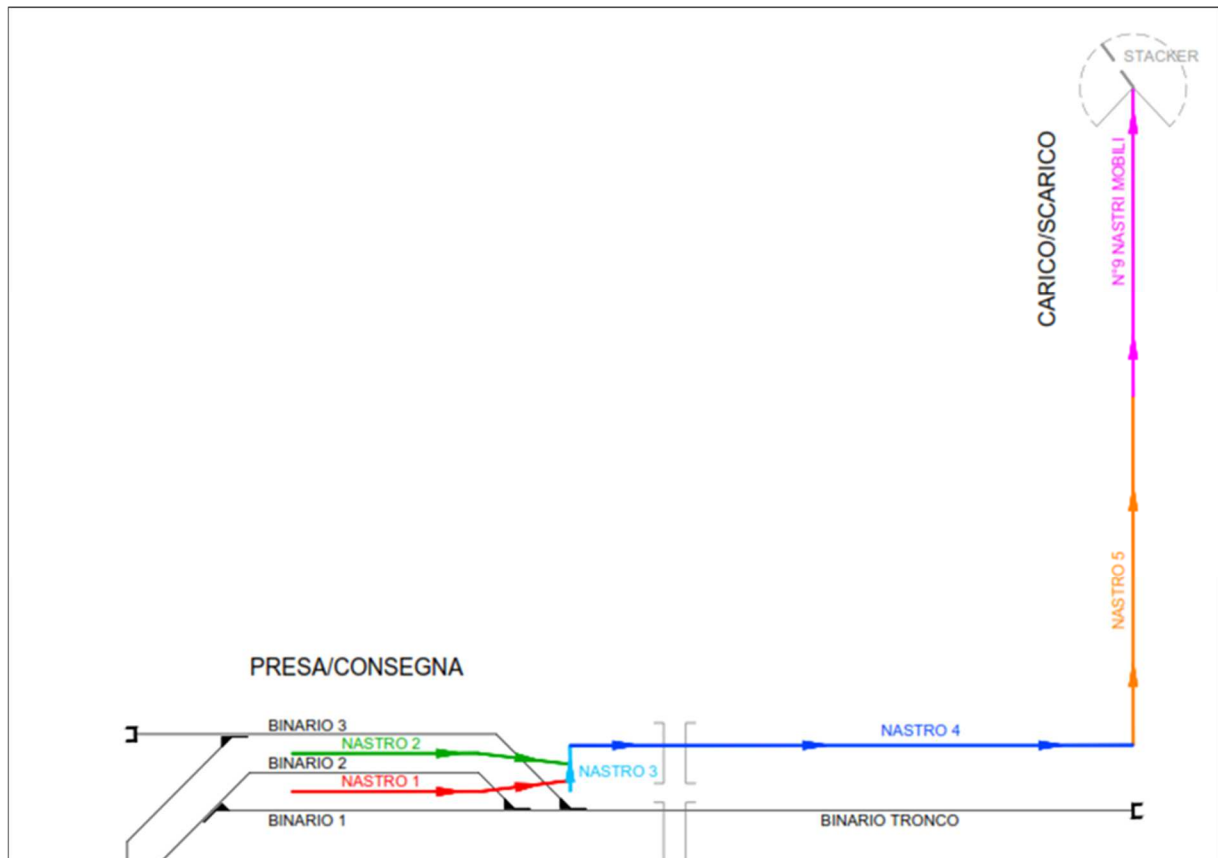 STACKER
CARICO/SCARICO
N°9 NASTRI MOBILI
NASTRO 5
PRESA/CONSEGNA
BINARIO 3
NASTRO 2
NASTRO 4
BINARIO 2
NASTRO 1
NASTRO 3
BINARIO 1
BINARIO TRONCO